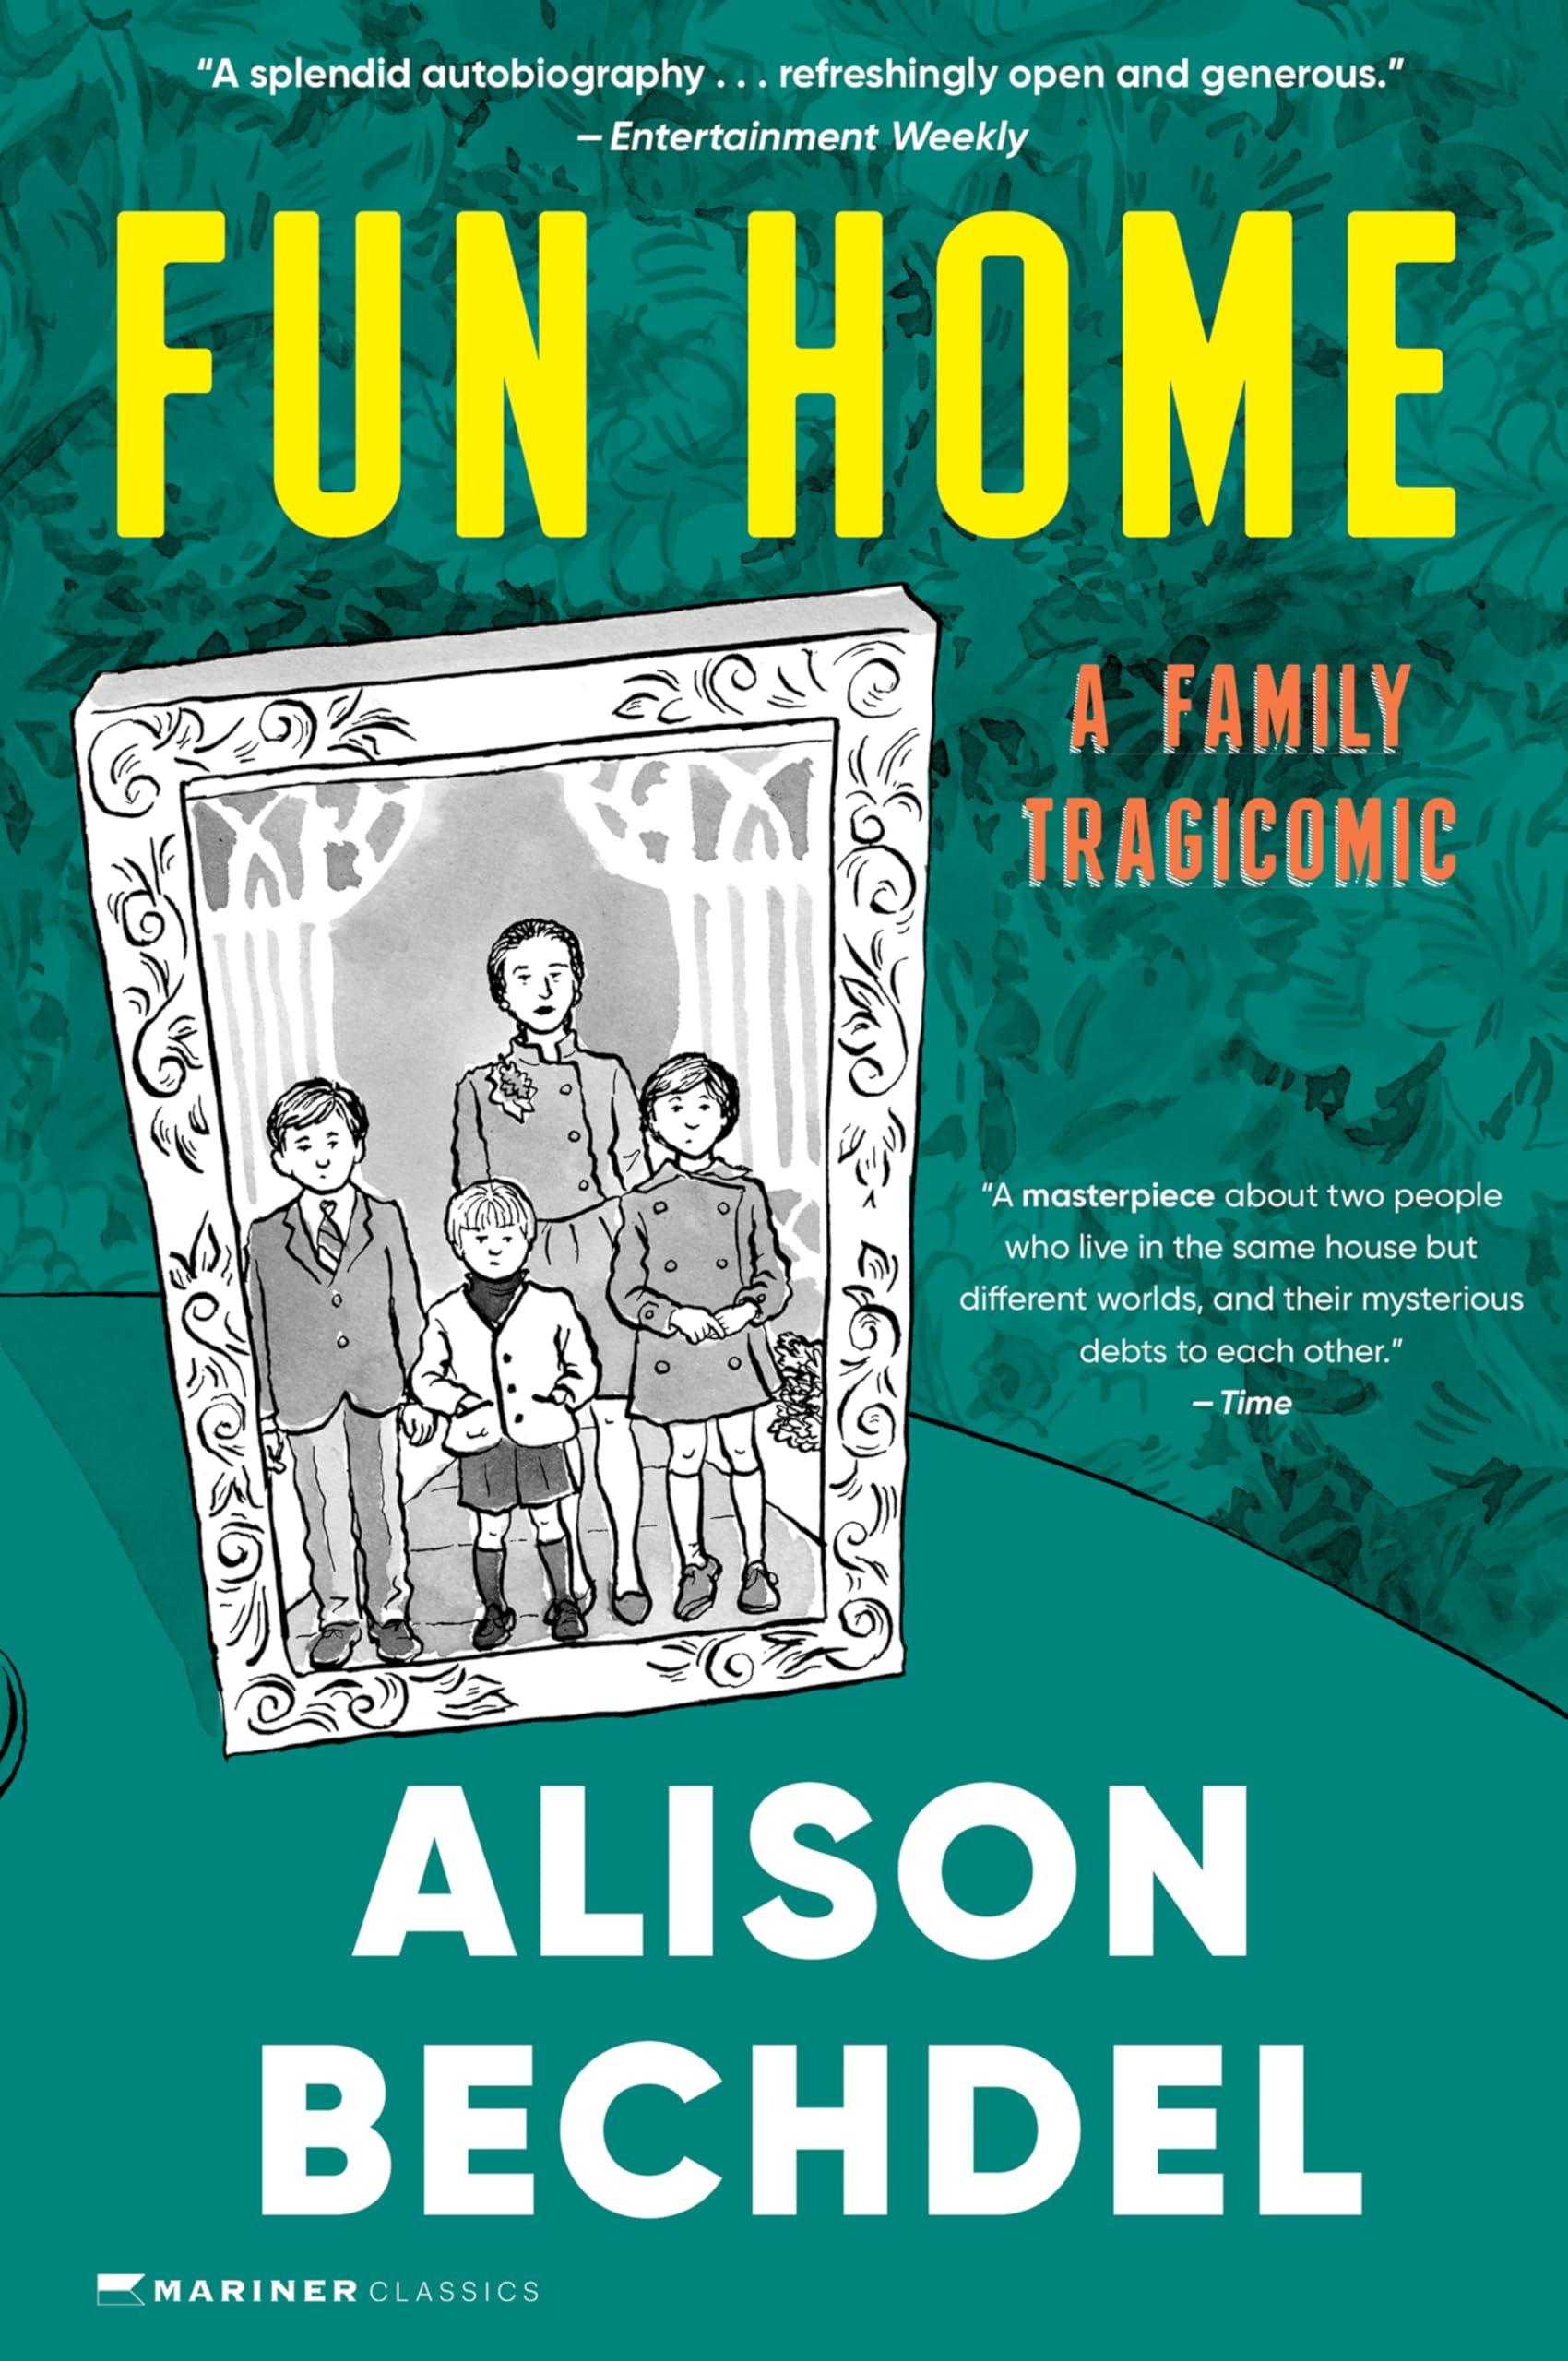 “A splendid autobiography . . . refreshingly open and generous.”
—Entertainment Weekly
FUN HOME
A FAMILY
TRAGICOMIC
“A masterpiece about two people
who live in the same house but
different worlds, and their mysterious
debts to each other.”
—Time
ALISON
BECHDEL
MARINER CLASSICS